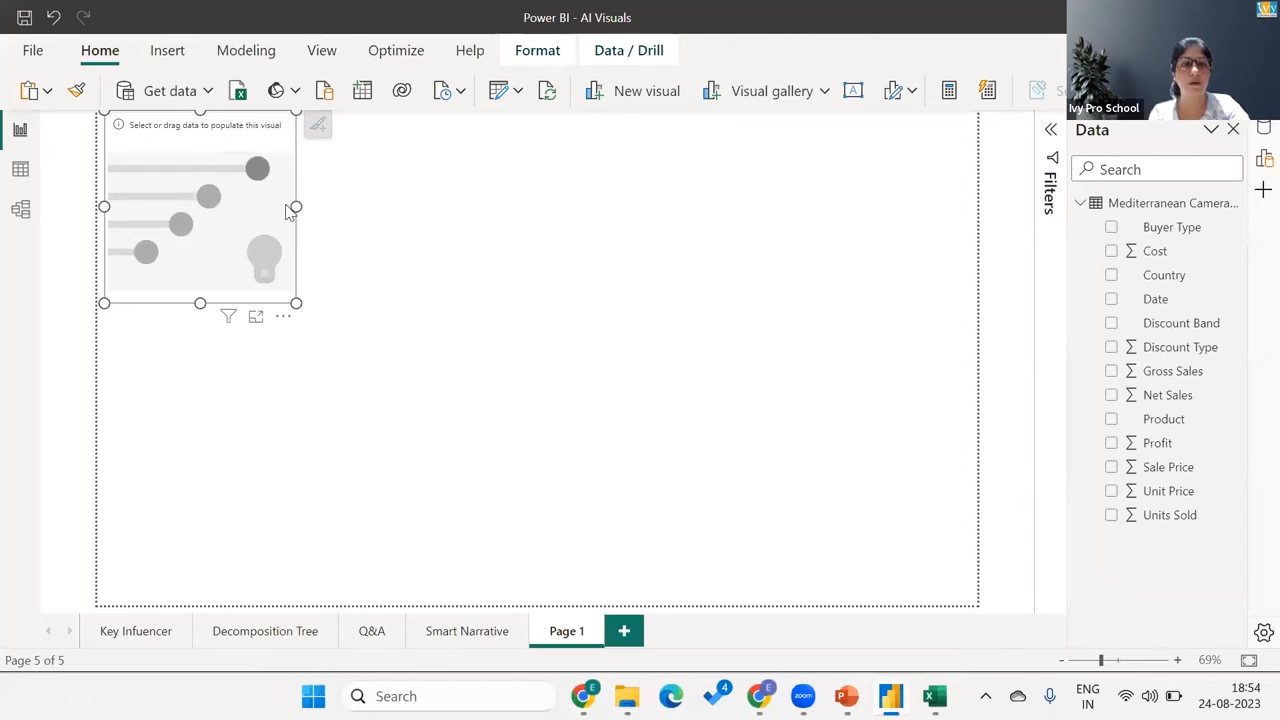 Power BI - AI Visuals
Ivy
File
Home
Insert
Modeling
View
Optimize
Help
Format
Data / Drill
Get data
New visual
Visual gallery
A
Ivy Pro School
Select or drag data to populate this visual
Filters
Data
Search
Mediterranean Camera...
Buyer Type
Cost
Country
Date
Discount Band
Discount Type
Gross Sales
Net Sales
Product
Profit
Sale Price
Unit Price
Units Sold
Key Infuencer
Decomposition Tree
Q&A
Smart Narrative
Page 1
Page 5 of 5
69%
Search
E
4
E
zoom
ENG
IN
18:54
24-08-2023